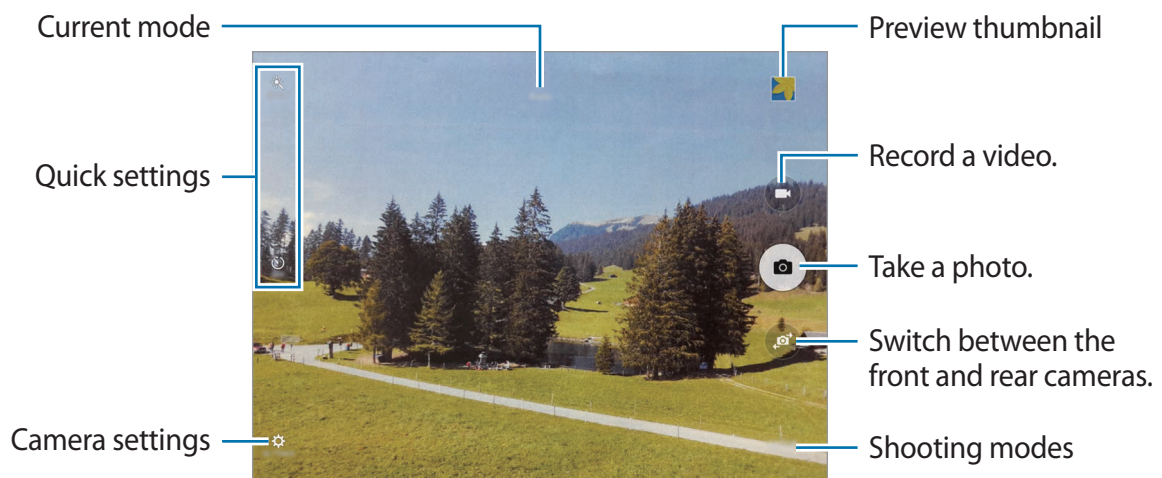 Current mode
Preview thumbnail
Quick settings
Record a video.
Take a photo.
Switch between the
front and rear cameras.
Camera settings
Shooting modes